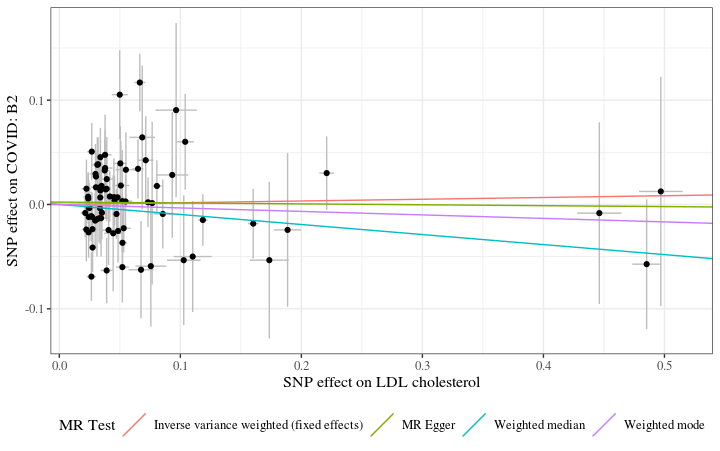 SNP effect on COVID: B2
0.1
0.0
-0.1
0.0
0.1
0.2
0.3
0.4
0.5
SNP effect on LDL cholesterol
MR Test
Inverse variance weighted (fixed effects)
MR Egger
Weighted median
Weighted mode